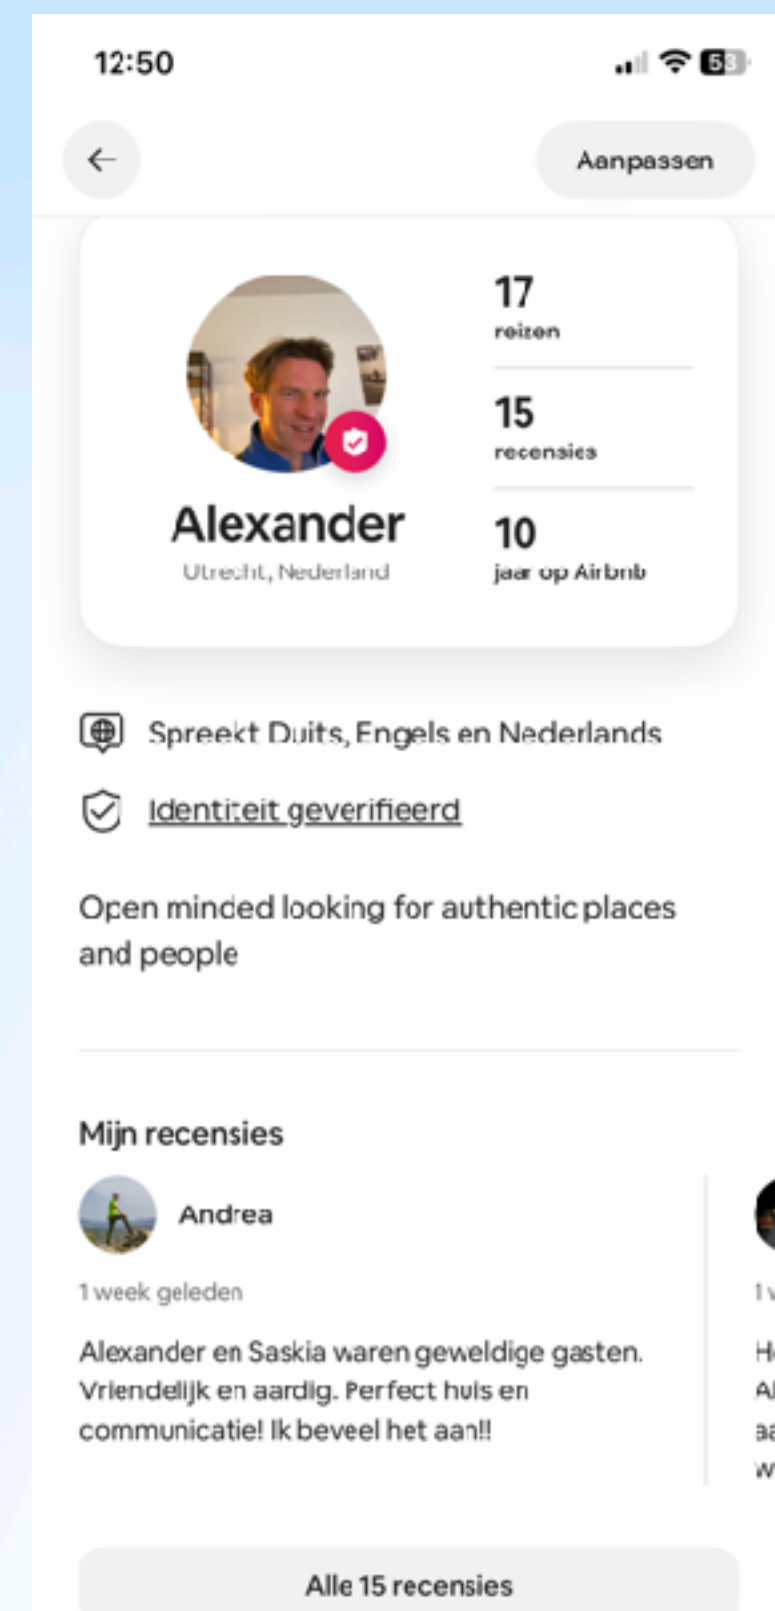 12:50
53
Aanpassen
17
reizen
15
recensies
10
jaar op Airbnb
Alexander
Utrecht, Nederland
Spreekt Duits, Engels en Nederlands
Identiteit geverifieerd
Open minded looking for authentic places
and people
Mijn recensies
Andrea
1 week geleden
Alexander en Saskia waren geweldige gasten.
Vriendelijk en aardig. Perfect huis en
communicatie! Ik beveel het aan!!
Alle 15 recensies